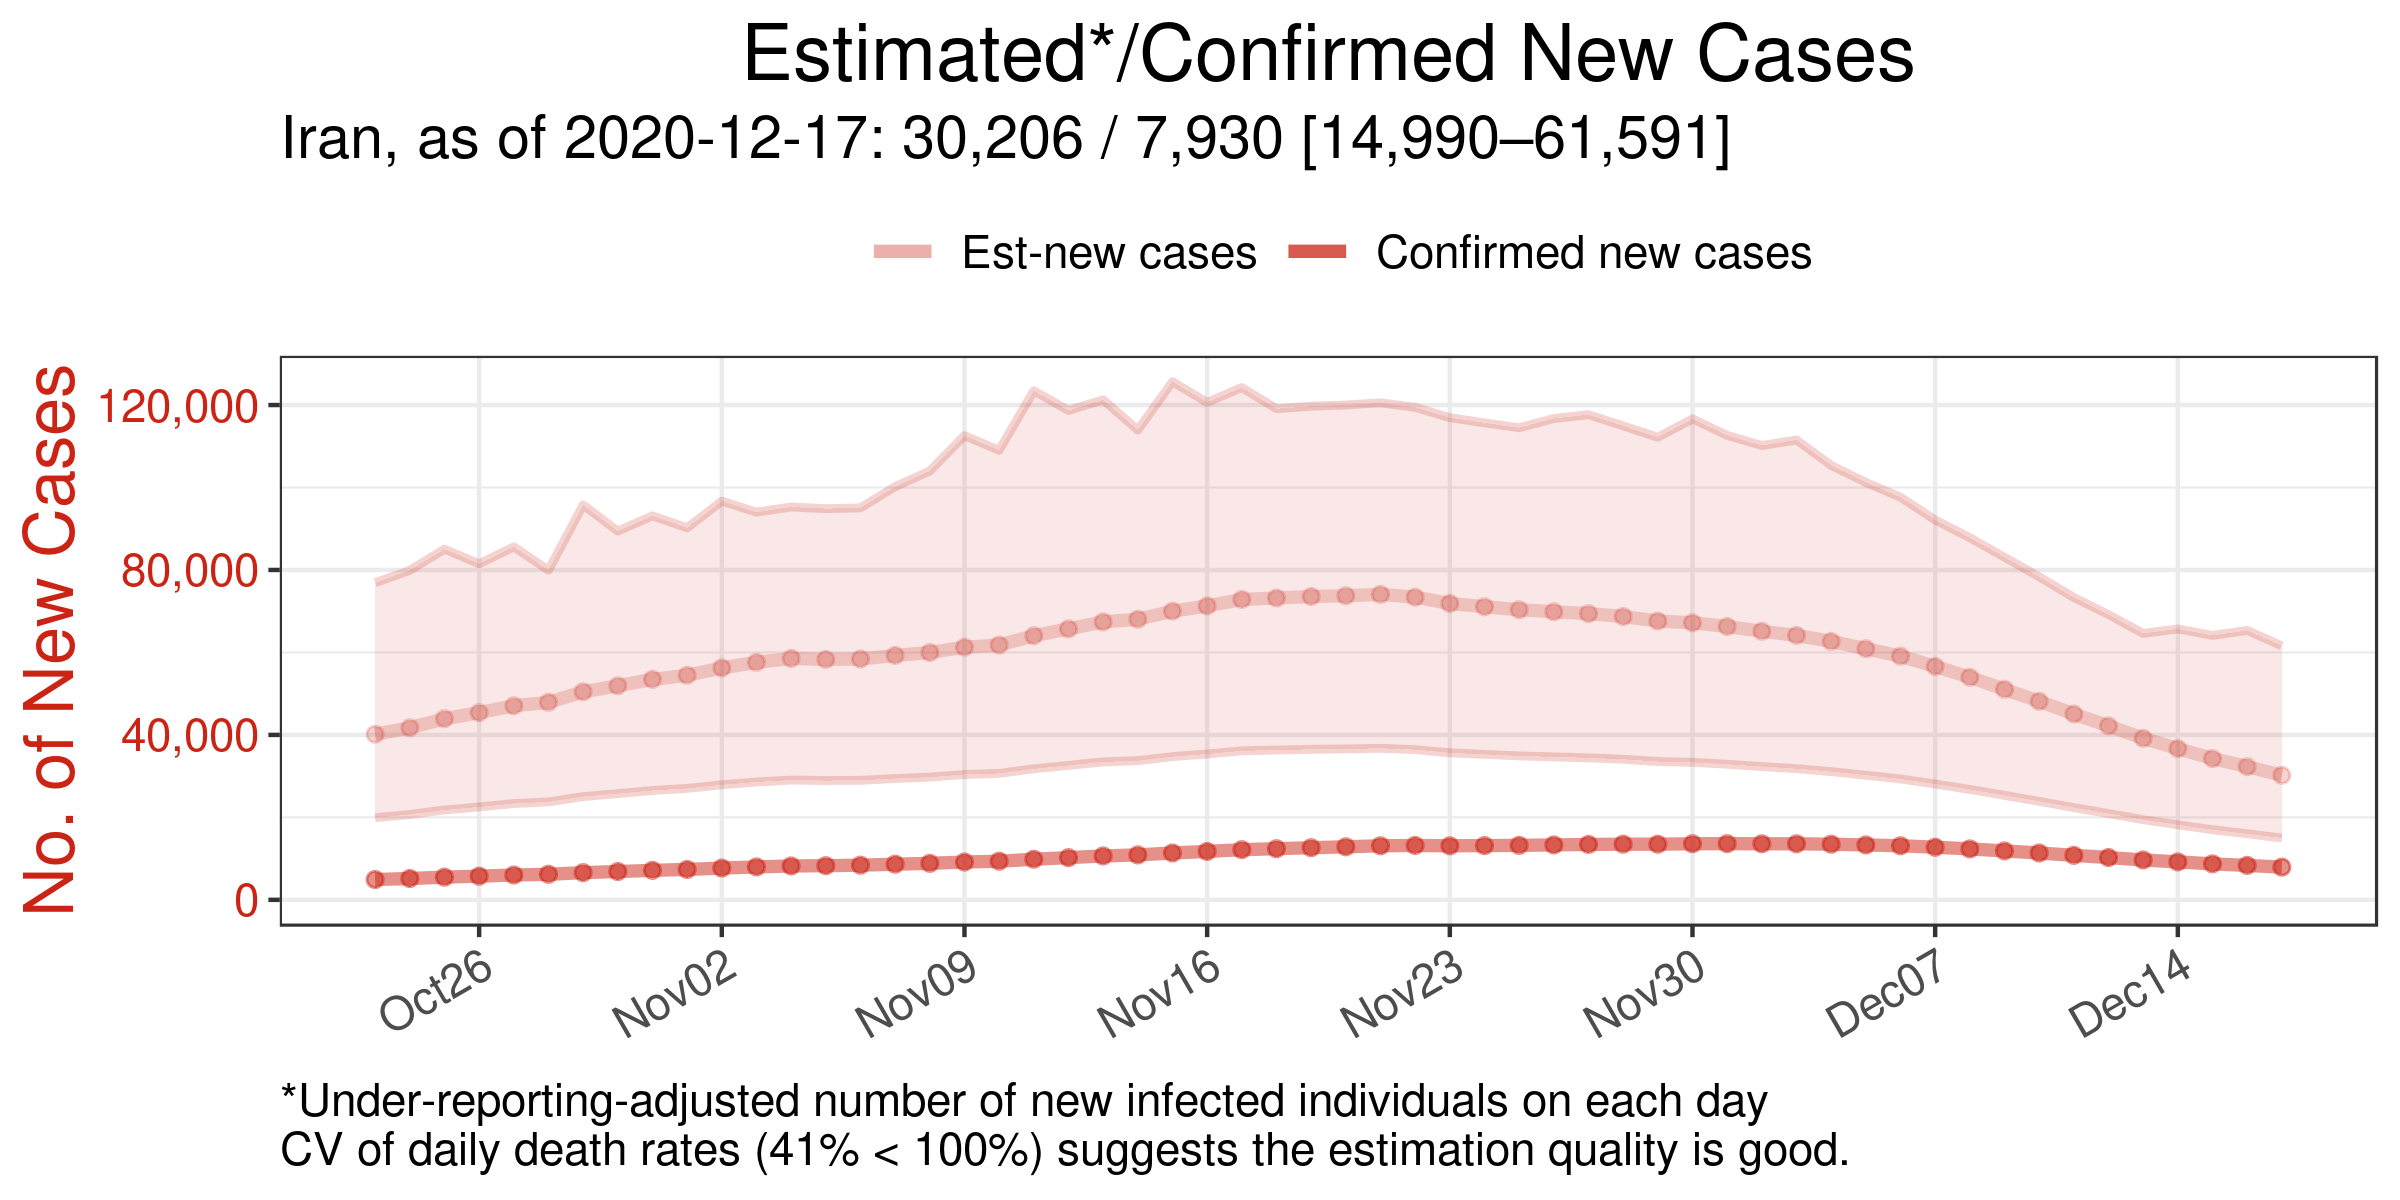 Estimated*/Confirmed New Cases
Iran, as of 2020-12-17: 30,206 / 7,930 [14,990–61,591]
Est-new cases
Confirmed new cases
No. of New Cases
120,000
80,000
40,000
0
Oct26
Nov02
Nov09
Nov16
Nov23
Nov30
Dec07
Dec14
*Under-reporting-adjusted number of new infected individuals on each day
CV of daily death rates (41% < 100%) suggests the estimation quality is good.